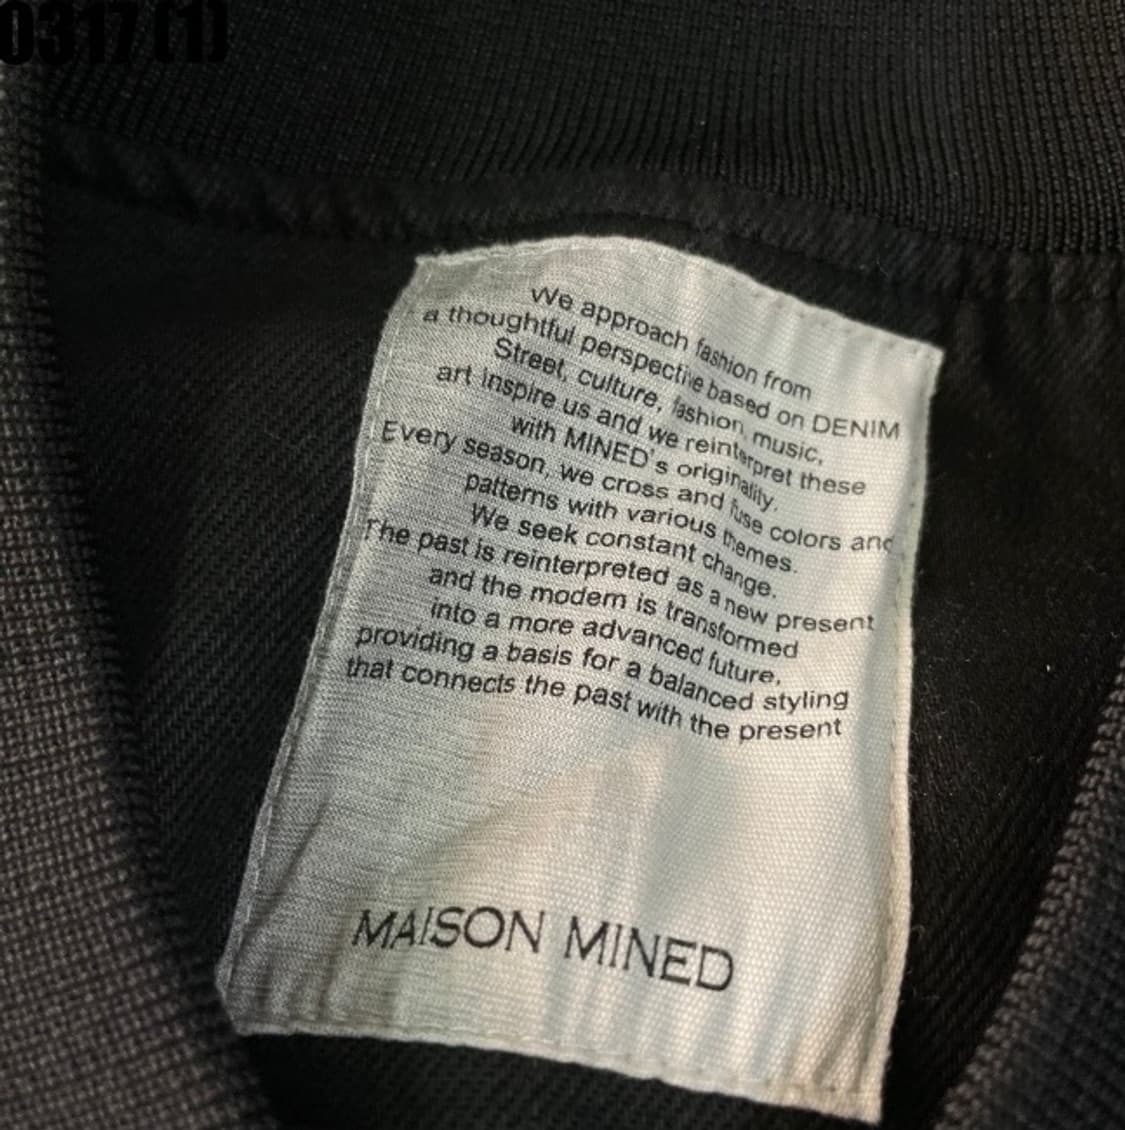 0317 (1)
We approach fashion from
a thoughtful perspective based on DENIM
Street, culture, fashion, music,
art inspire us and we reinterpret these
with MINED's originality.
Every season, we cross and fuse colors and
patterns with various themes.
We seek constant change.
The past is reinterpreted as a new present
and the modern is transformed
into a more advanced future,
providing a basis for a balanced styling
that connects the past with the present
MAISON MINED